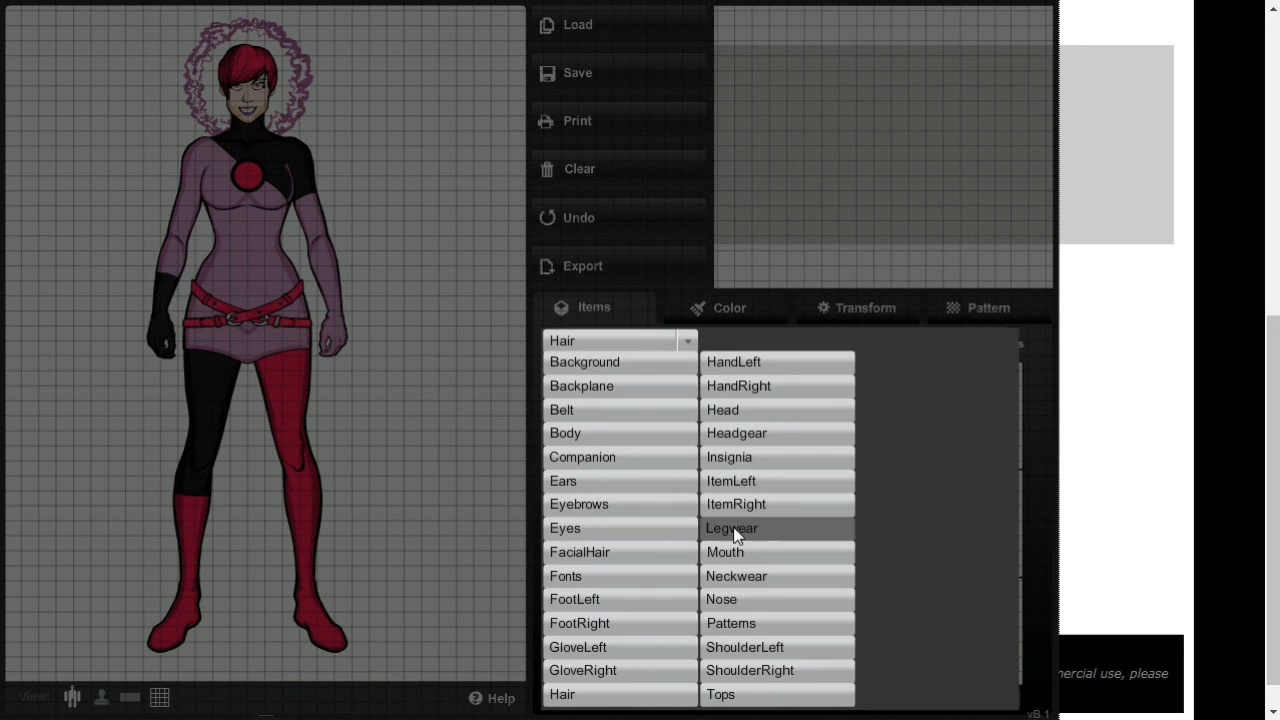 Load
Save
Print
Clear
Undo
Export
Items
Color
Transform
Pattern
Hair
Background
Backplane
Belt
Body
Companion
Ears
Eyebrows
Eyes
FacialHair
Fonts
FootLeft
FootRight
GloveLeft
GloveRight
Hair
HandLeft
HandRight
Head
Headgear
Insignia
ItemLeft
ItemRight
Legwear
Mouth
Neckwear
Nose
Patterns
ShoulderLeft
ShoulderRight
Tops
View:
Help
vB.1
mercial use, please